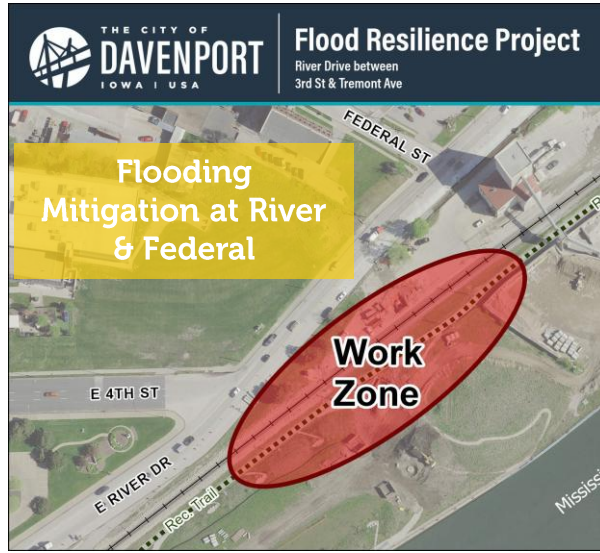 THE CITY OF
DAVENPORT
IOWA | USA
Flood Resilience Project
River Drive between
3rd St & Tremont Ave
FEDERAL ST
Flooding
Mitigation at River
& Federal
R
Work
Zone
E 4TH ST
E RIVER DR
Rec. Trail
Mississi